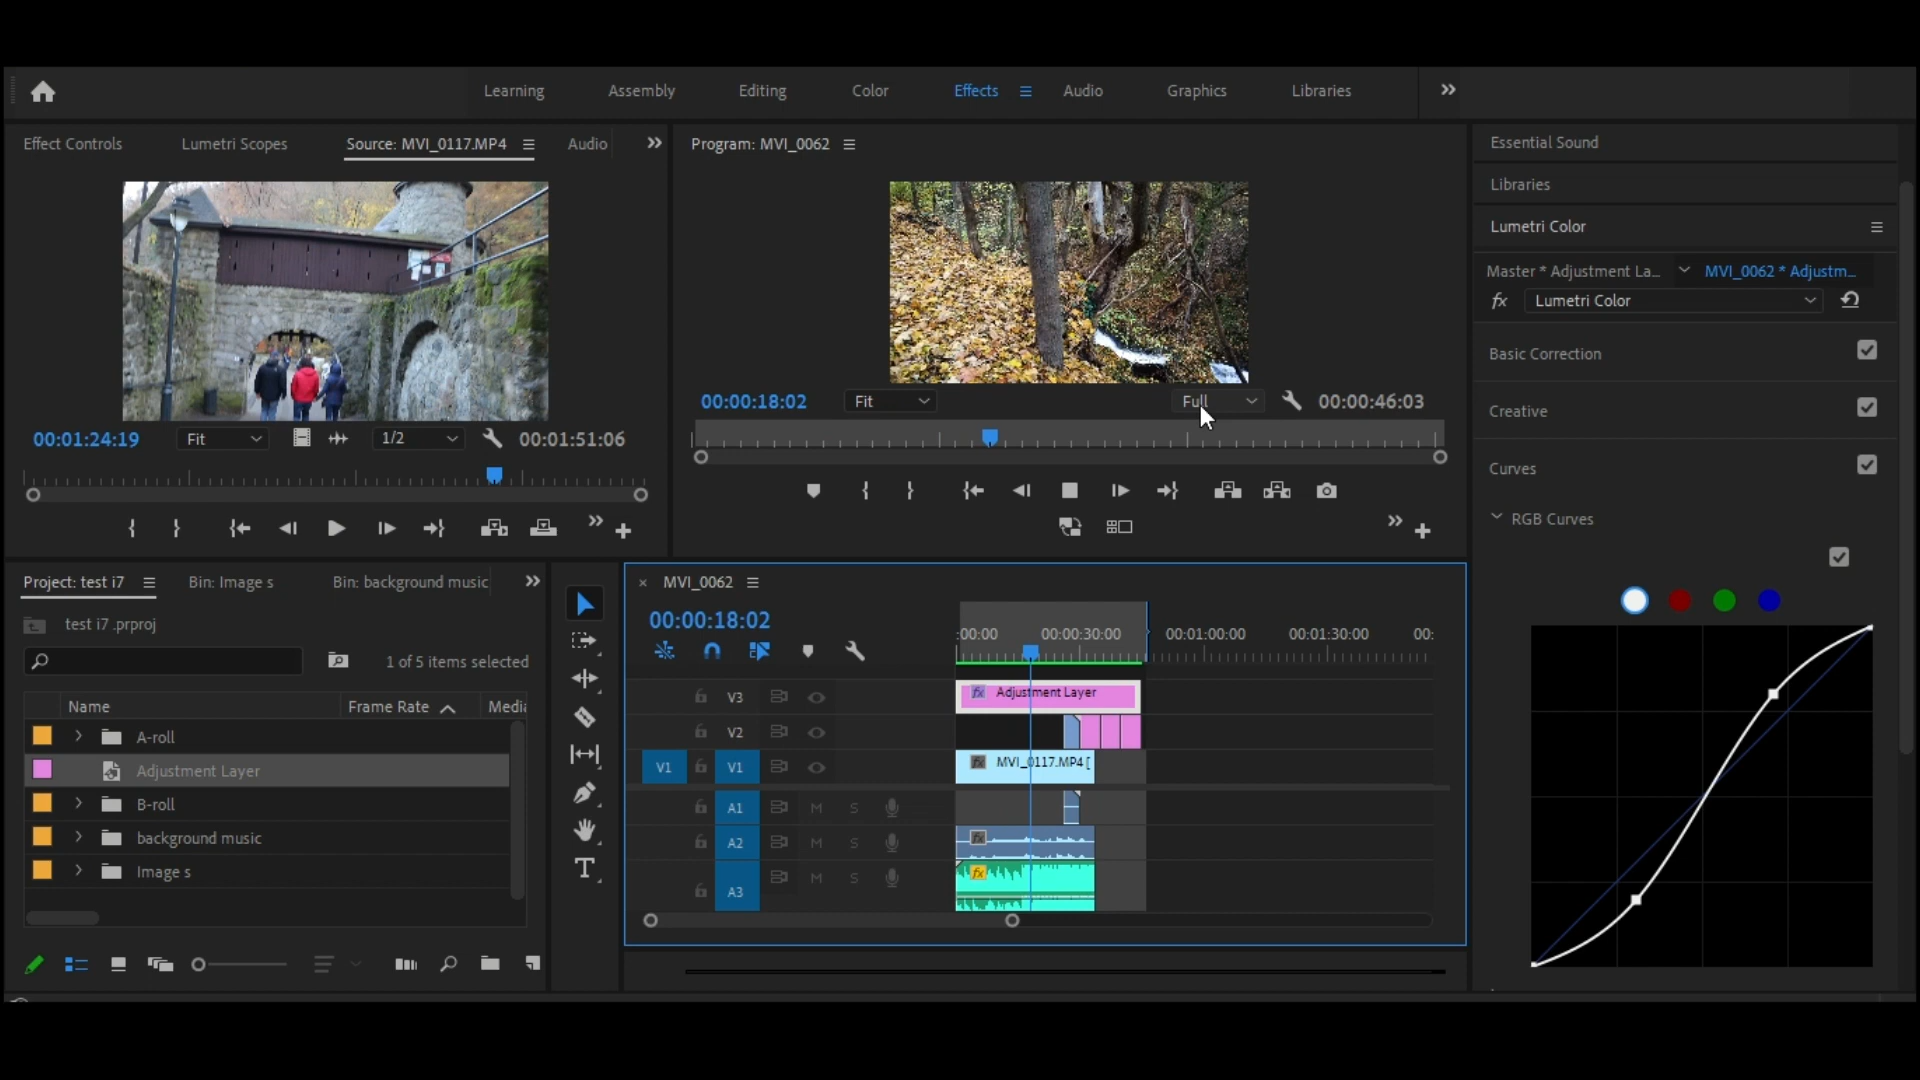 Learning Assembly Editing Color Effects Audio Graphics Libraries
Effect Controls Lumetri Scopes Source: MVI_0117.MP4 Audio
Program: MVI_0062
00:01:24:19 Fit 1/2 00:01:51:06
00:00:18:02 Fit Full 00:00:46:03
Project: test i7 Bin: Image s Bin: background music
test i7 .prproj
1 of 5 items selected
Name Frame Rate Media
A-roll
Adjustment Layer
B-roll
background music
Image s
MVI_0062
00:00:18:02
:00:00 00:00:30:00 00:01:00:00 00:01:30:00 00:
V3 Adjustment Layer
V2
V1 V1 MVI_0117.MP4 [
A1 M S
A2 M S fx
A3 M S fx
T
Essential Sound
Libraries
Lumetri Color
Master * Adjustment La... MVI_0062 * Adjustm...
fx Lumetri Color
Basic Correction
Creative
Curves
RGB Curves